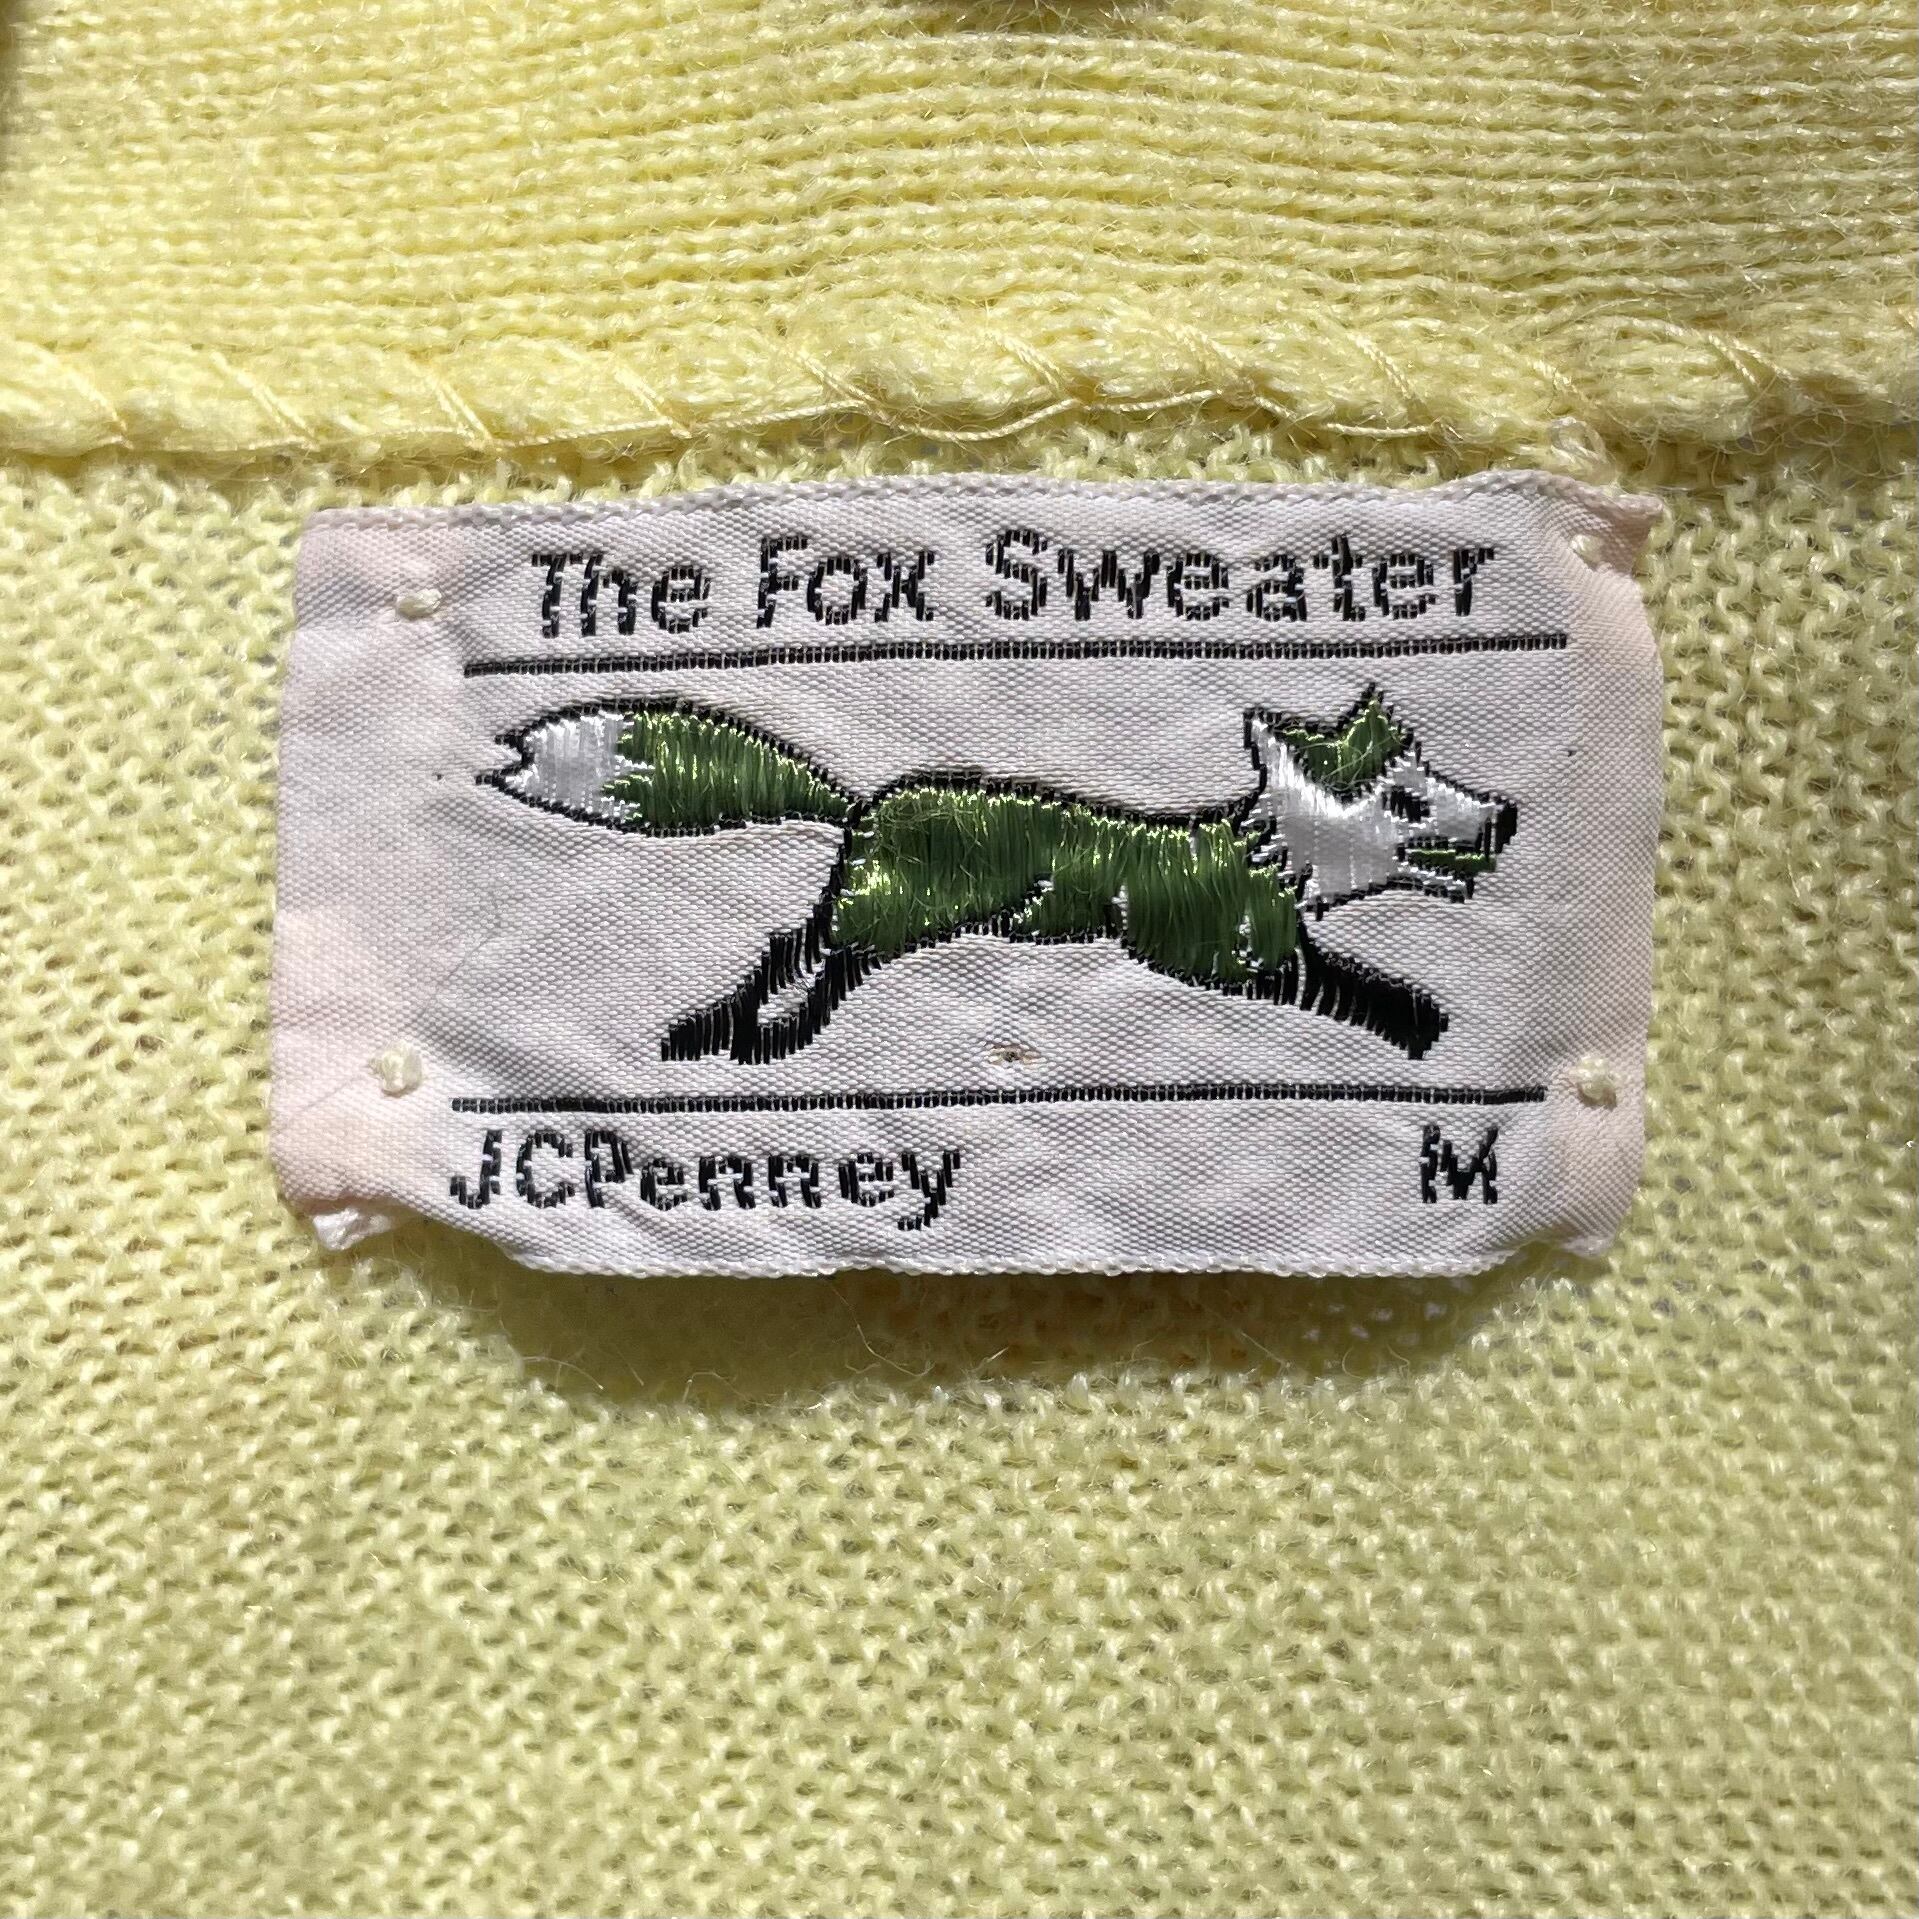 The Fox Sweater
JCPenney M